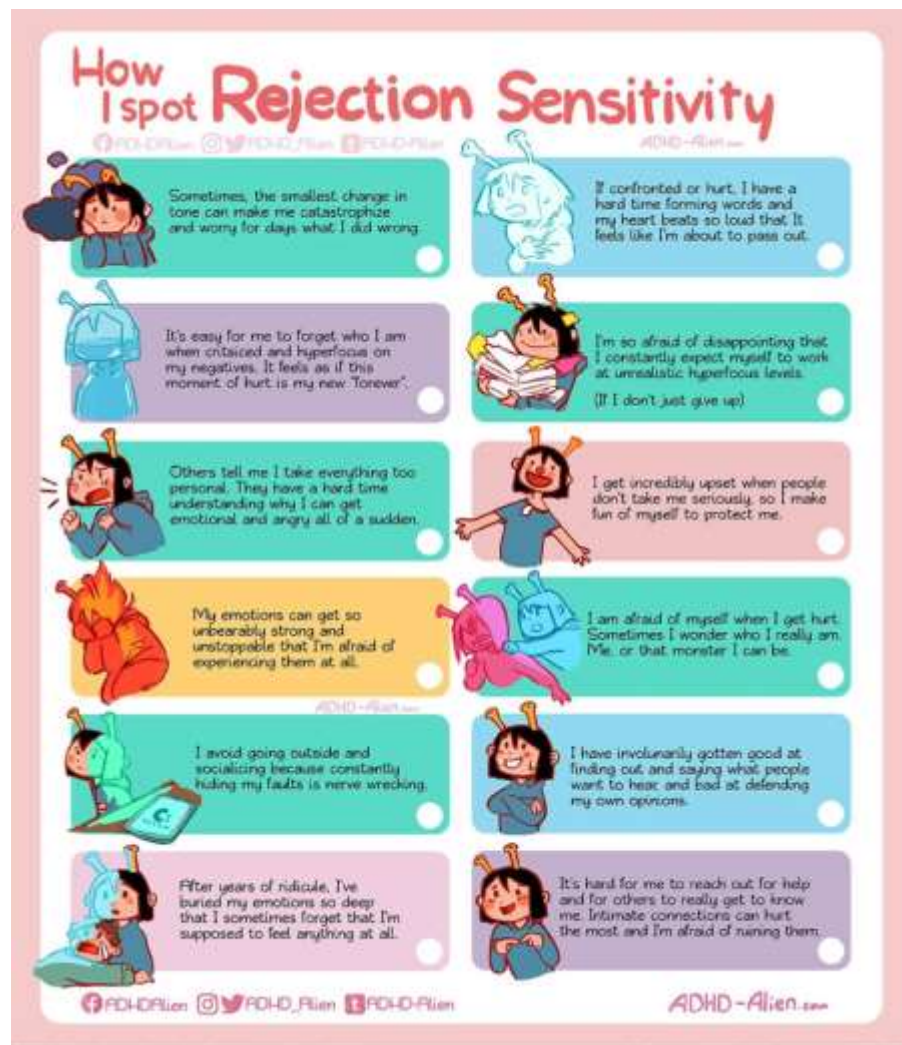 How
I spot Rejection Sensitivity
ADHDAlien ADHD_Alien ADHD-Alien
ADHD-Alien.com
Sometimes, the smallest change in
tone can make me catastrophize
and worry for days what I did wrong.
If confronted or hurt, I have a
hard time forming words and
my heart beats so loud that It
feels like I'm about to pass out.
It's easy for me to forget who I am
when critsiced and hyperfocus on
my negatives. It feels as if this
moment of hurt is my new "forever".
I'm so afraid of disappointing that
I constantly expect myself to work
at unrealistic hyperfocus levels.
(If I don't just give up)
Others tell me I take everything too
personal. They have a hard time
understanding why I can get
emotional and angry all of a sudden.
I get incredibly upset when people
don't take me seriously, so I make
fun of myself to protect me.
My emotions can get so
unbearably strong and
unstoppable that I'm afraid of
experiencing them at all.
I am afraid of myself when I get hurt.
Sometimes I wonder who I really am.
Me, or that monster I can be.
ADHD-Alien.com
I avoid going outside and
socializing because constantly
hiding my faults is nerve wrecking.
I have involunarily gotten good at
finding out and saying what people
want to hear and bad at defending
my own opinions.
After years of ridicule, I've
buried my emotions so deep
that I sometimes forget that I'm
supposed to feel anything at all.
It's hard for me to reach out for help
and for others to really get to know
me. Intimate connections can hurt
the most and I'm afraid of ruining them.
ADHDAlien ADHD_Alien ADHD-Alien
ADHD-Alien.com